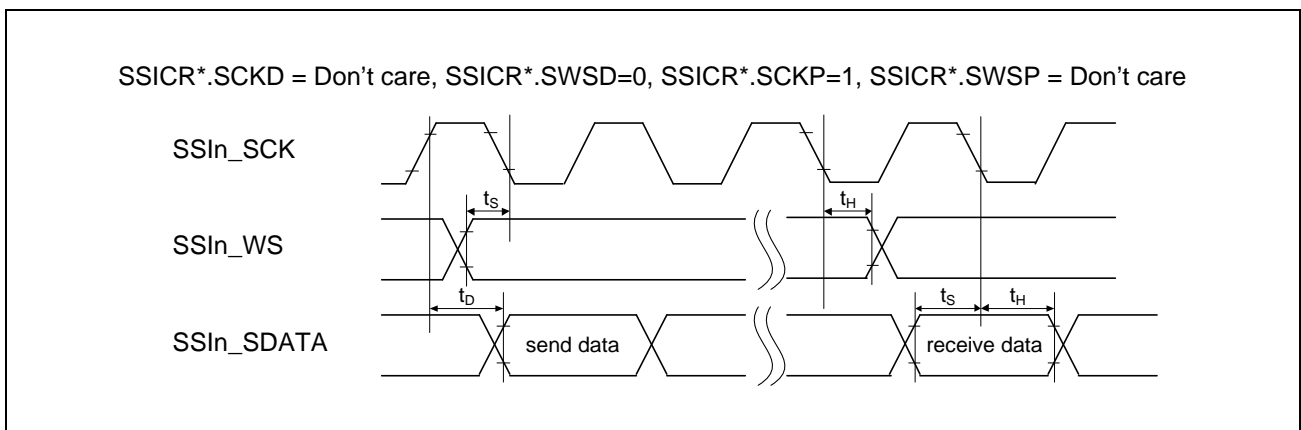 SSICR*.SCKD = Don't care, SSICR*.SWSD=0, SSICR*.SCKP=1, SSICR*.SWSP = Don't care
SSIn_SCK
tS
tH
SSIn_WS
tD
tS
tH
SSIn_SDATA
send data
receive data